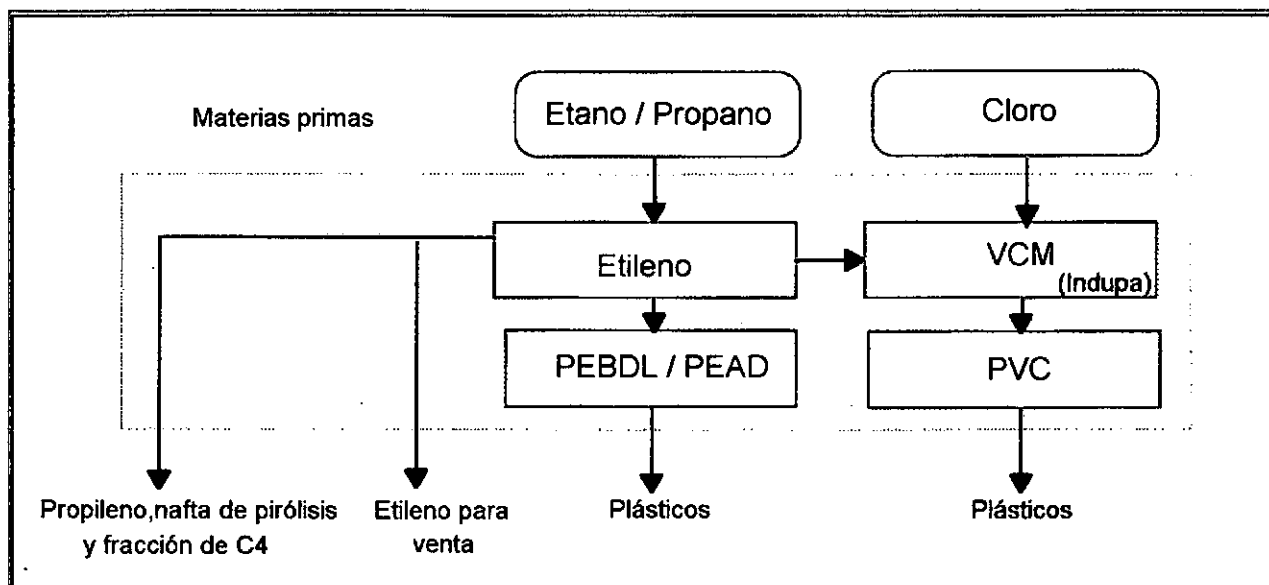 Materias primas
Etano / Propano
Cloro
Etileno
VCM
(Indupa)
PEBDL / PEAD
PVC
Propileno,nafta de pirólisis
y fracción de C4
Etileno para
venta
Plásticos
Plásticos